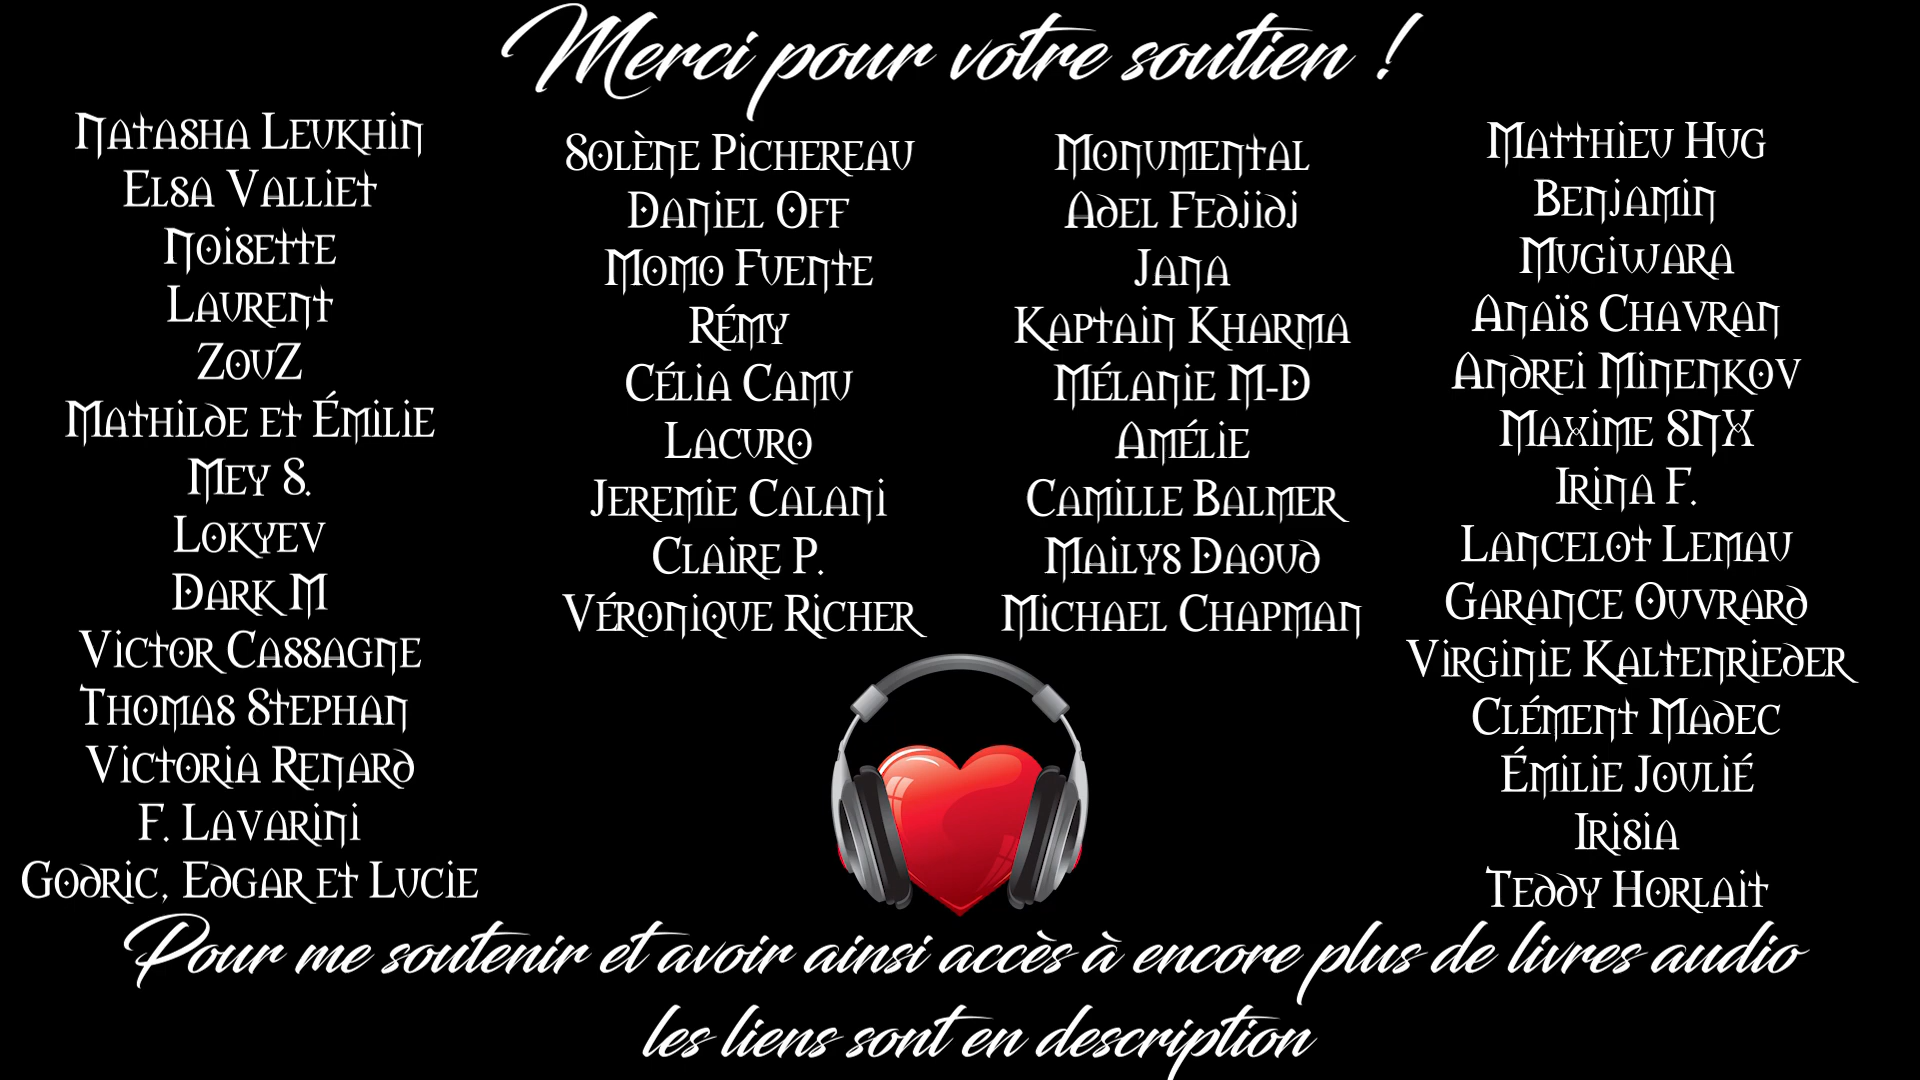 Merci pour votre soutien !
Natasha Leukhin
Elsa Valliet
Noisette
Laurent
ZouZ
Mathilde et Émilie
Mey S.
Lokyev
Dark M
Victor Cassagne
Thomas Stephan
Victoria Renard
F. Lavarini
Godric, Edgar et Lucie
Solène Pichereau
Daniel Off
Momo Fuente
Rémy
Célia Camu
Lacuro
Jeremie Calani
Claire P.
Véronique Richer
Monumental
Adel Fedjidj
Jana
Kaptain Kharma
Mélanie M-D
Amélie
Camille Balmer
Mailys Daoud
Michael Chapman
Matthieu Hug
Benjamin
Mugiwara
Anaïs Chavran
Andrei Minenkov
Maxime SNX
Irina F.
Lancelot Lemau
Garance Ouvrard
Virginie Kaltenrieder
Clément Madec
Émilie Joulié
Irisia
Teddy Horlait
Pour me soutenir et avoir ainsi accès à encore plus de livres audio
les liens sont en description